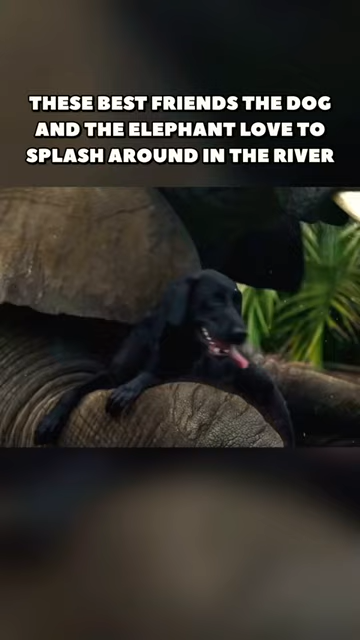 THESE BEST FRIENDS THE DOG
AND THE ELEPHANT LOVE TO
SPLASH AROUND IN THE RIVER